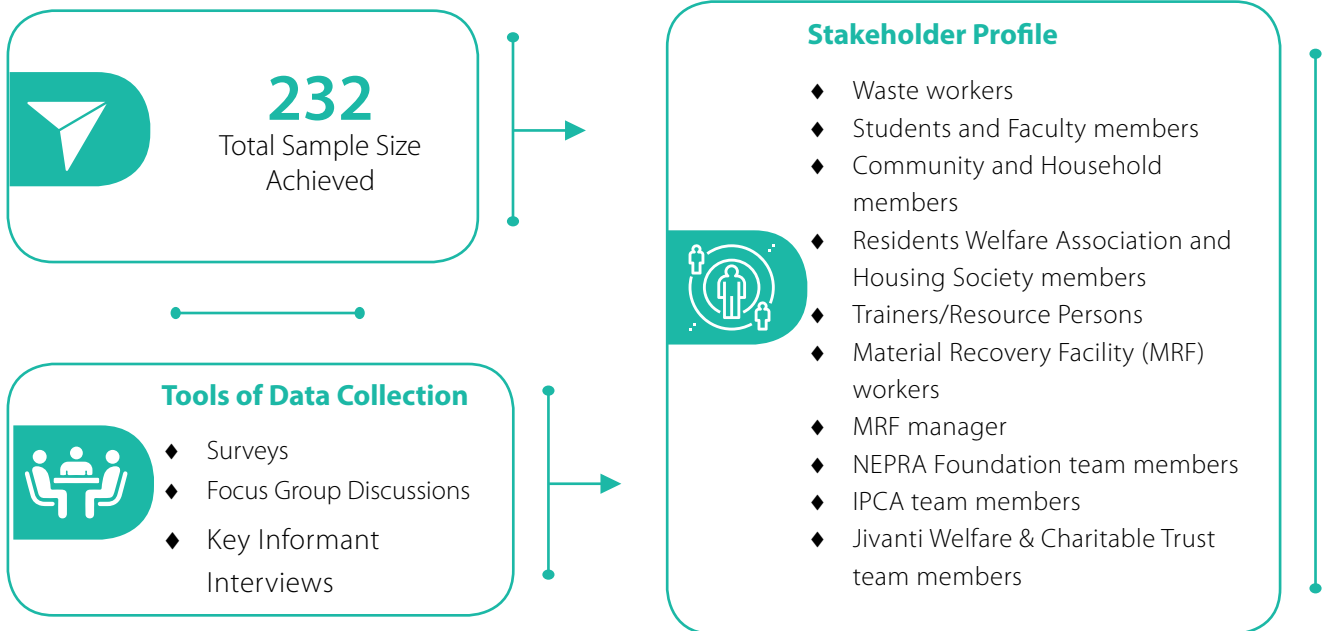 232
Total Sample Size
Achieved
Tools of Data Collection
♦ Surveys
♦ Focus Group Discussions
♦ Key Informant
Interviews
Stakeholder Profile
♦ Waste workers
♦ Students and Faculty members
♦ Community and Household
members
♦ Residents Welfare Association and
Housing Society members
♦ Trainers/Resource Persons
♦ Material Recovery Facility (MRF)
workers
♦ MRF manager
♦ NEPRA Foundation team members
♦ IPCA team members
♦ Jivanti Welfare & Charitable Trust
team members